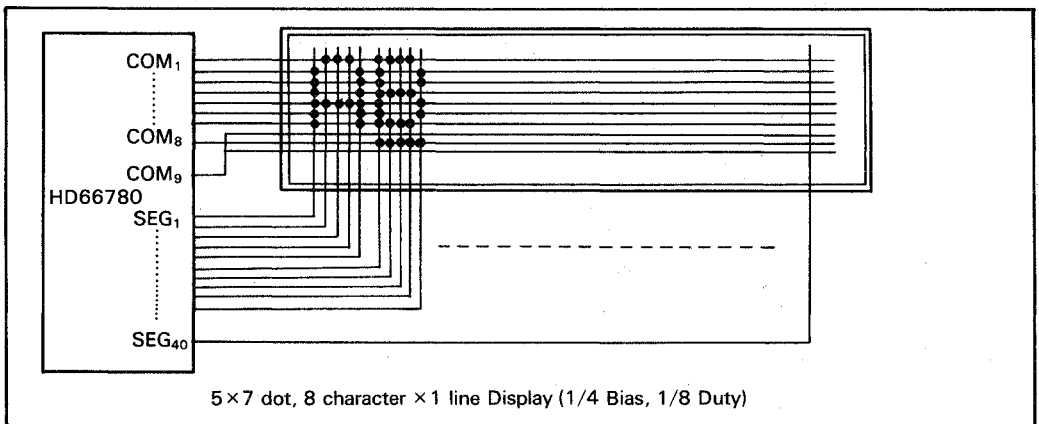 COM₁
COM₈
COM₉
HD66780
SEG₁
SEG₄₀
5×7 dot, 8 character ×1 line Display (1/4 Bias, 1/8 Duty)